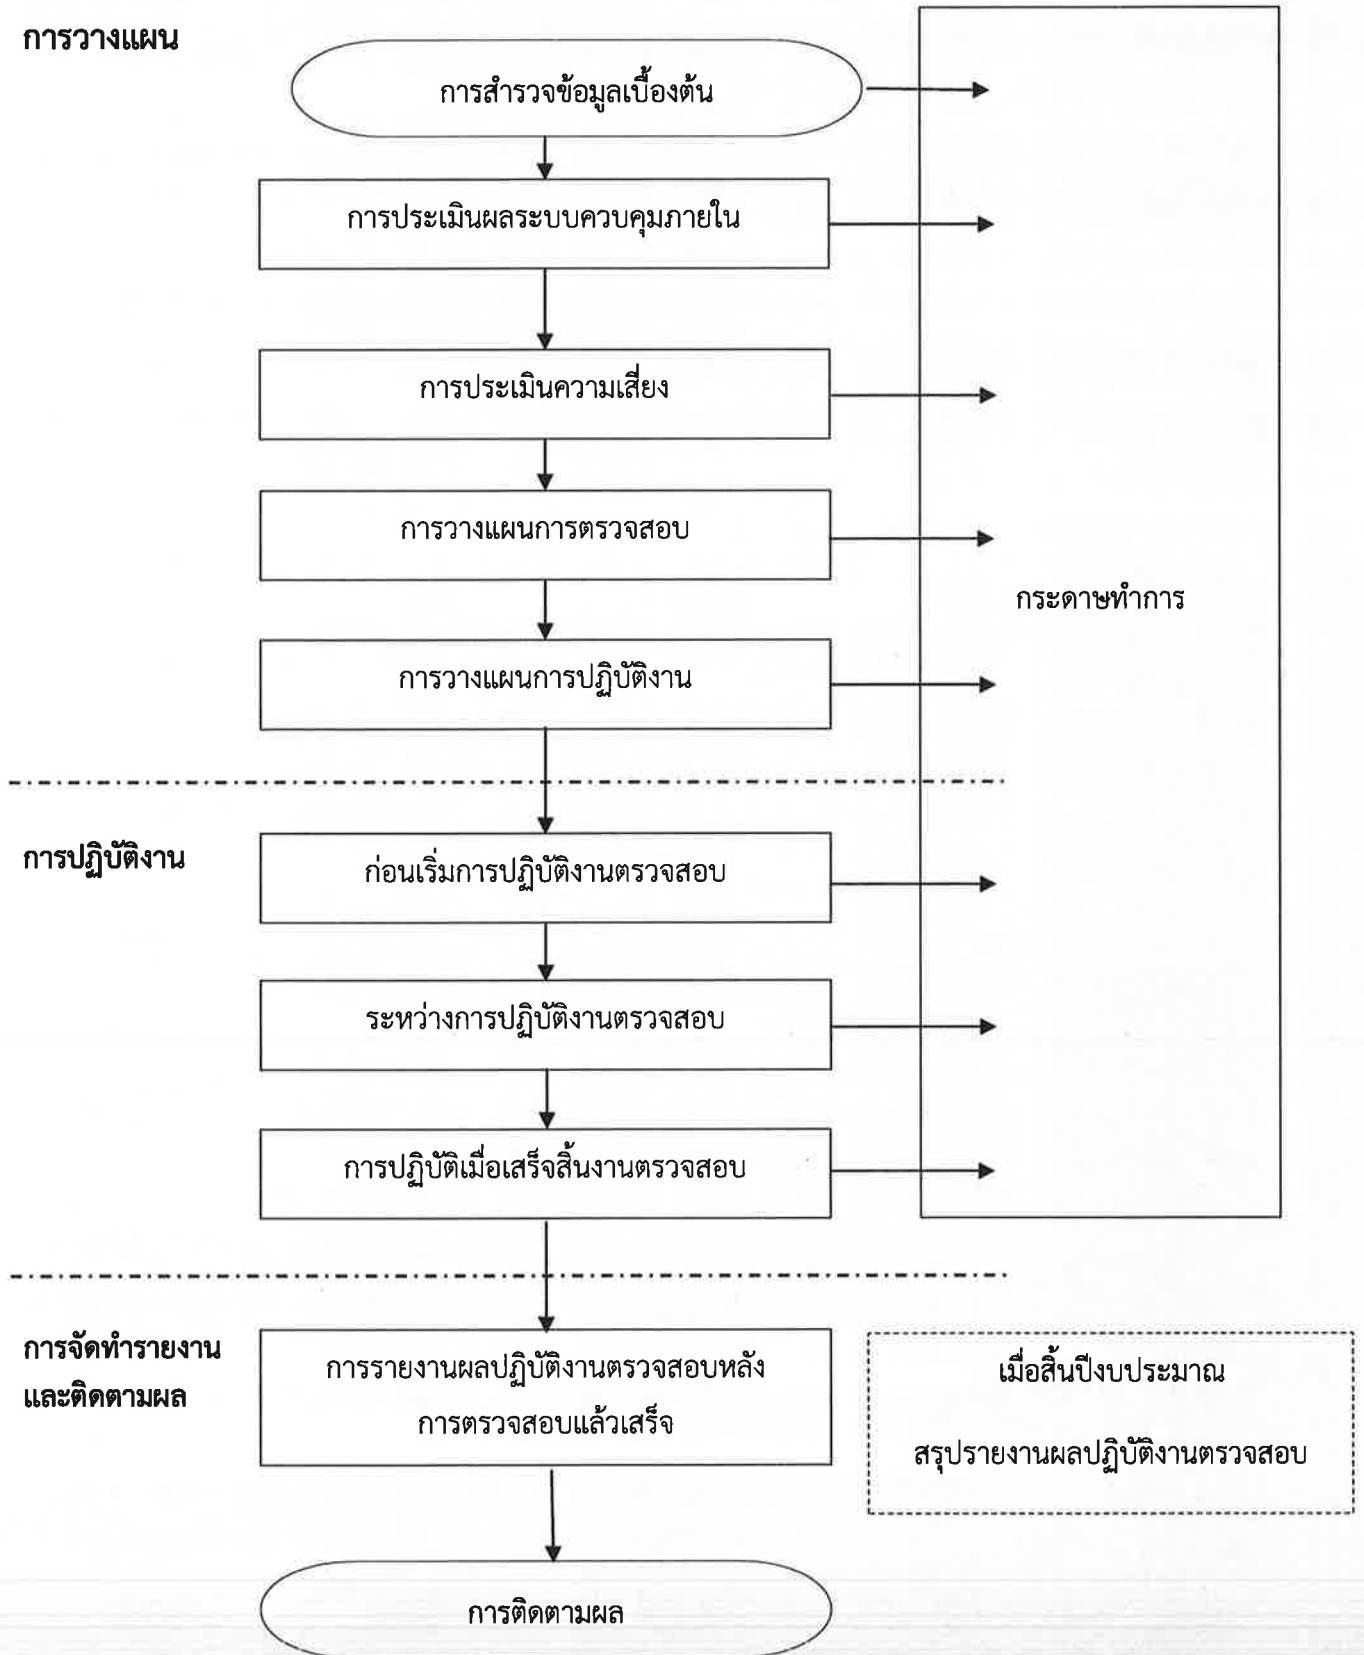 การวางแผน
การสำรวจข้อมูลเบื้องต้น
การประเมินผลระบบควบคุมภายใน
การประเมินความเสี่ยง
การวางแผนการตรวจสอบ
กระดาษทำการ
การวางแผนการปฏิบัติงาน
การปฏิบัติงาน
ก่อนเริ่มการปฏิบัติงานตรวจสอบ
ระหว่างการปฏิบัติงานตรวจสอบ
การปฏิบัติเมื่อเสร็จสิ้นงานตรวจสอบ
การจัดทำรายงาน
และติดตามผล
การรายงานผลปฏิบัติงานตรวจสอบหลัง
การตรวจสอบแล้วเสร็จ
เมื่อสิ้นปีงบประมาณ
สรุปรายงานผลปฏิบัติงานตรวจสอบ
การติดตามผล